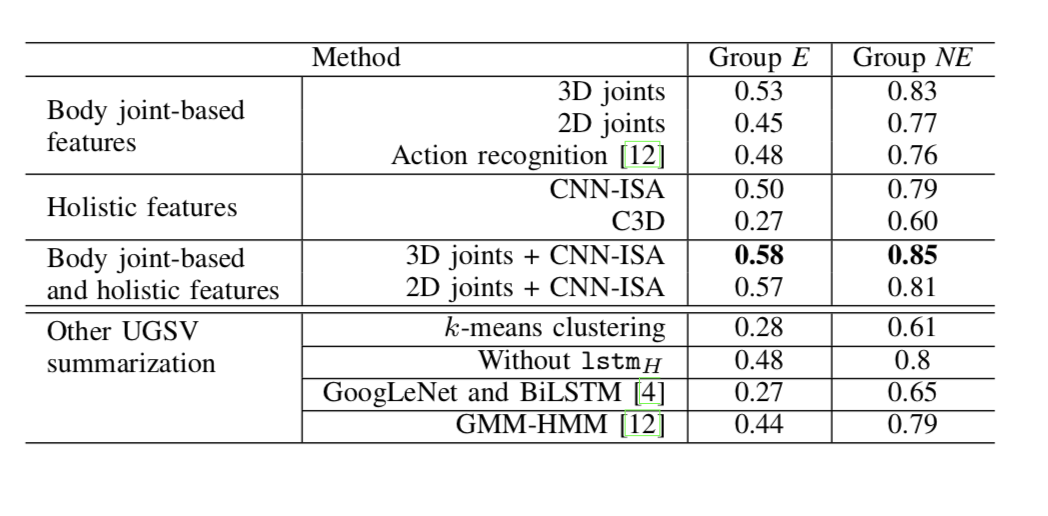 Method Group E Group NE
Body joint-based features 3D joints 0.53 0.83
2D joints 0.45 0.77
Action recognition [12] 0.48 0.76
Holistic features CNN-ISA 0.50 0.79
C3D 0.27 0.60
Body joint-based and holistic features 3D joints + CNN-ISA 0.58 0.85
2D joints + CNN-ISA 0.57 0.81
Other UGSV summarization k-means clustering 0.28 0.61
Without lstmH 0.48 0.8
GoogLeNet and BiLSTM [4] 0.27 0.65
GMM-HMM [12] 0.44 0.79